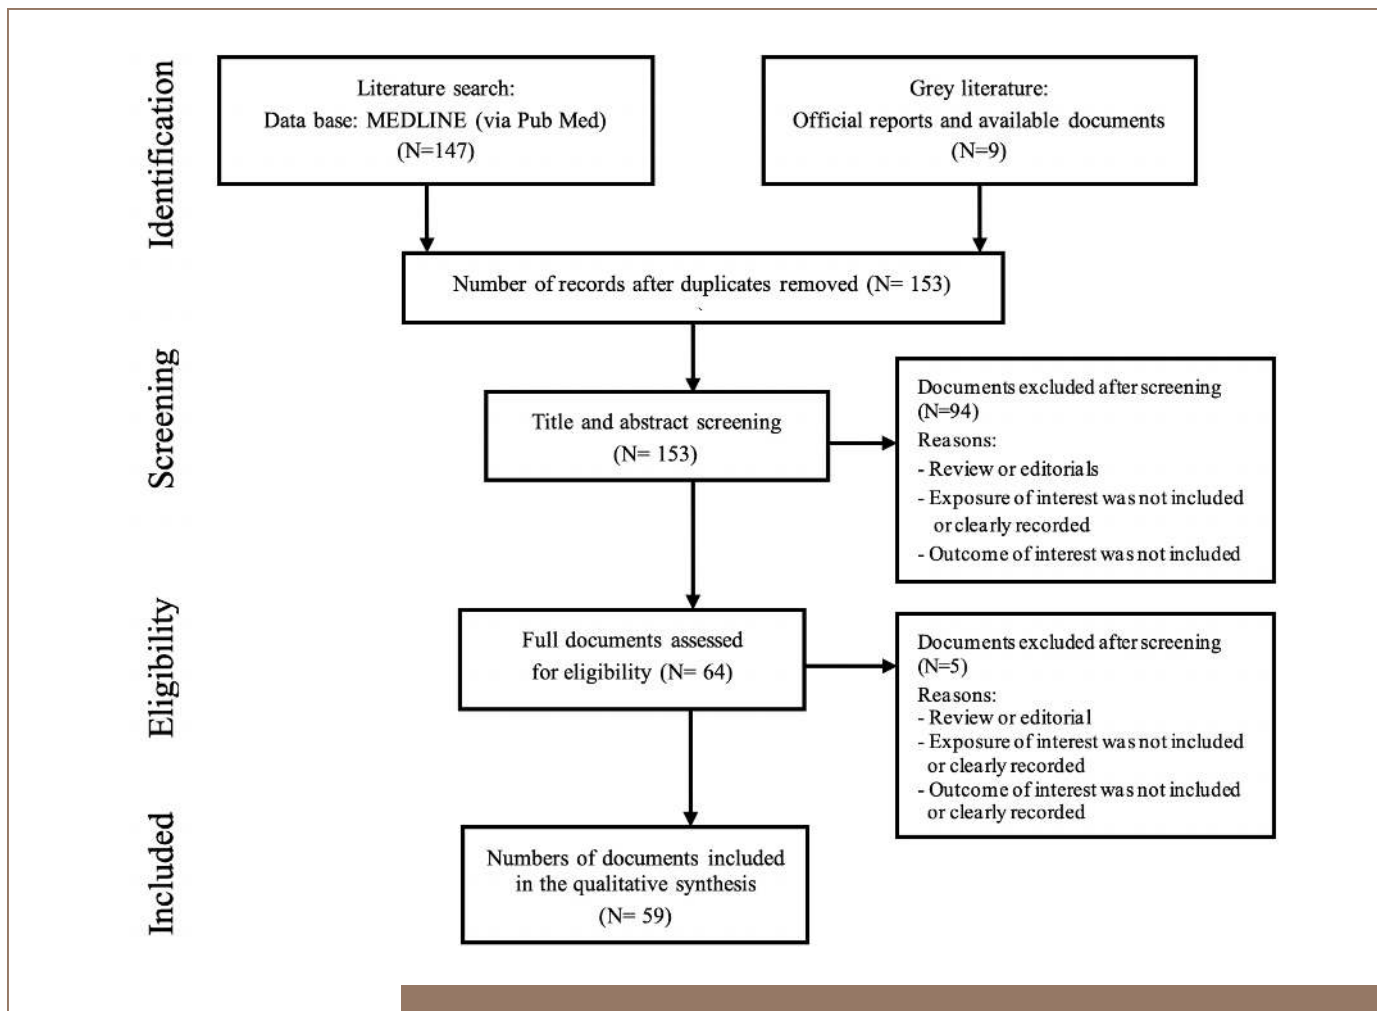 Identification
Literature search:
Data base: MEDLINE (via Pub Med)
(N=147)
Grey literature:
Official reports and available documents
(N=9)
Number of records after duplicates removed (N= 153)
Screening
Title and abstract screening
(N= 153)
Documents excluded after screening
(N=94)
Reasons:
- Review or editorials
- Exposure of interest was not included
or clearly recorded
- Outcome of interest was not included
Eligibility
Full documents assessed
for eligibility (N= 64)
Documents excluded after screening
(N=5)
Reasons:
- Review or editorial
- Exposure of interest was not included
or clearly recorded
- Outcome of interest was not included
or clearly recorded
Included
Numbers of documents included
in the qualitative synthesis
(N= 59)